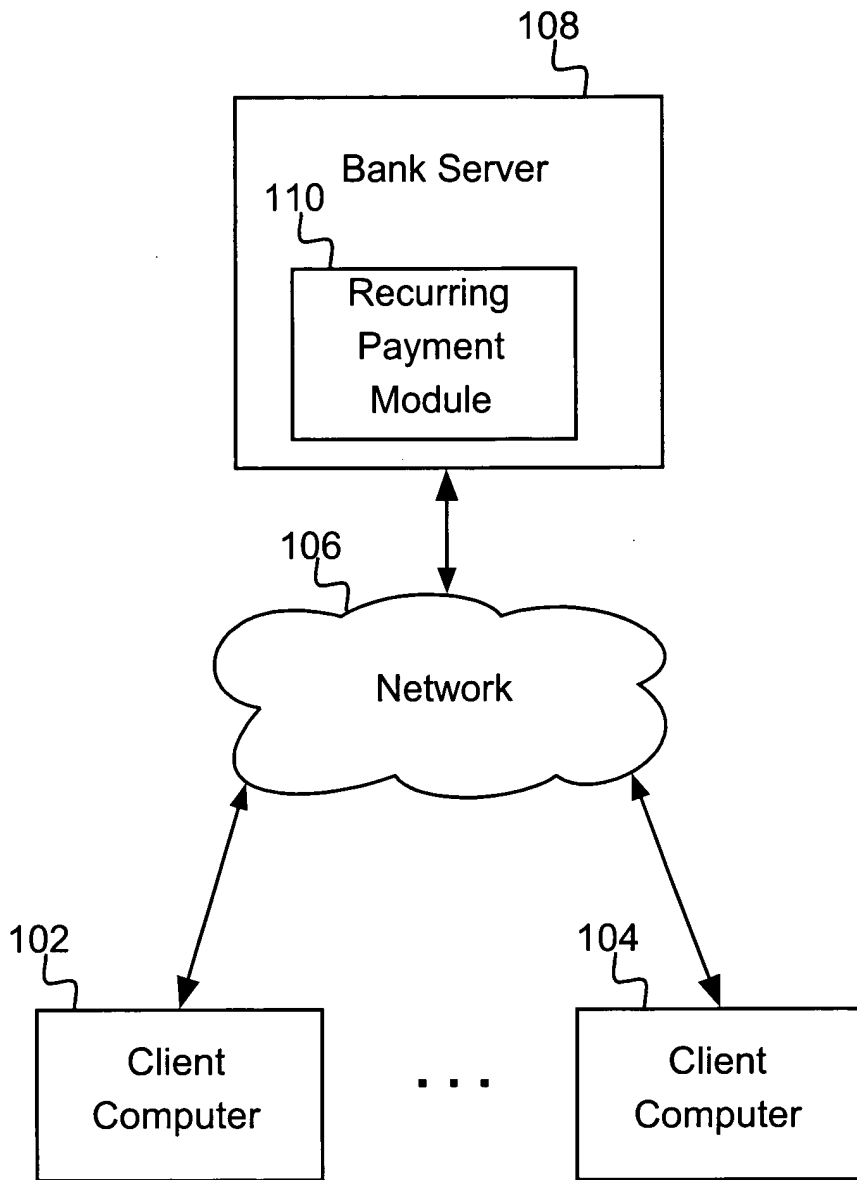 108
Bank Server
110
Recurring
Payment
Module
106
Network
102
104
Client
Computer
. . .
Client
Computer